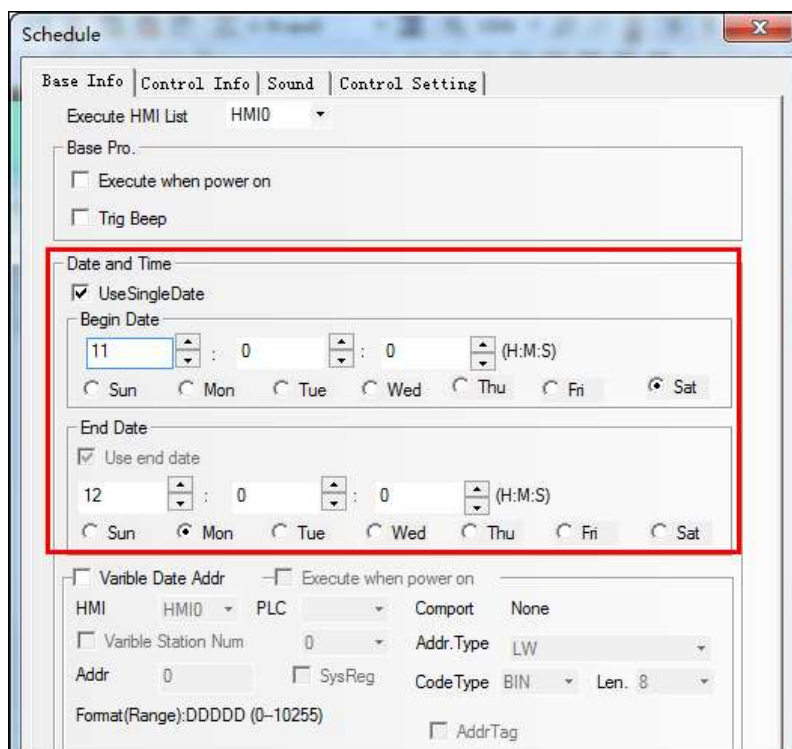 Schedule
Base Info Control Info Sound Control Setting
Execute HMI List HMI0
Base Pro.
Execute when power on
Trig Beep
Date and Time
UseSingleDate
Begin Date
11 : 0 : 0 (H:M:S)
Sun Mon Tue Wed Thu Fri Sat
End Date
Use end date
12 : 0 : 0 (H:M:S)
Sun Mon Tue Wed Thu Fri Sat
Varible Date Addr Execute when power on
HMI HMI0 PLC Comport None
Varible Station Num 0 Addr.Type LW
Addr 0 SysReg CodeType BIN Len. 8
Format(Range):DDDDD (0--10255)
AddrTag